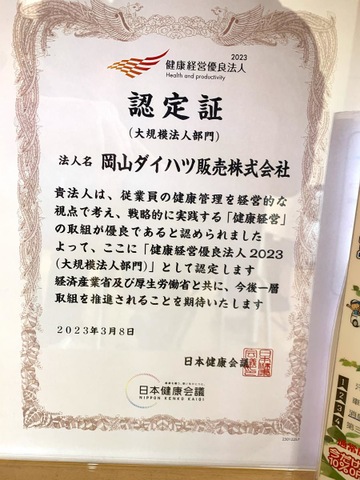 2023
健康経営優良法人
Health and productivity
認定証
(大規模法人部門)
法人名 岡山ダイハツ販売株式会社
貴法人は、従業員の健康管理を経営的な
視点で考え、戦略的に実践する「健康経営」
の取組が優良であると認められました
よって、ここに「健康経営優良法人2023
(大規模法人部門)」として認定します
経済産業省及び厚生労働省と共に、今後一層
取組を推進されることを期待いたします
2023年3月8日
日本健康会議
日本健康会議
NIPPON KENKO KAIGI
1
2
3
4
10%OFF